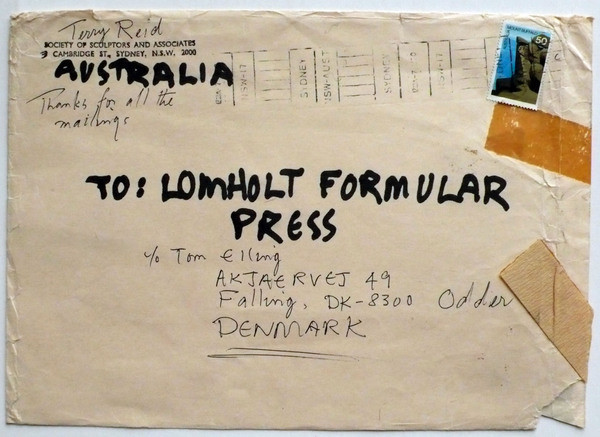 Terry Reid
SOCIETY OF SCULPTORS AND ASSOCIATES
3 CAMBRIDGE ST., SYDNEY, N.S.W. 2000
AUSTRALIA
Thanks for all the
mailings
SYDNEY
NSW-AUST
SYDNEY
50
TO: LOMHOLT FORMULAR
PRESS
c/o Tom Elling
AKJAERVEJ 49
Falling, DK-8300 Odder
DENMARK